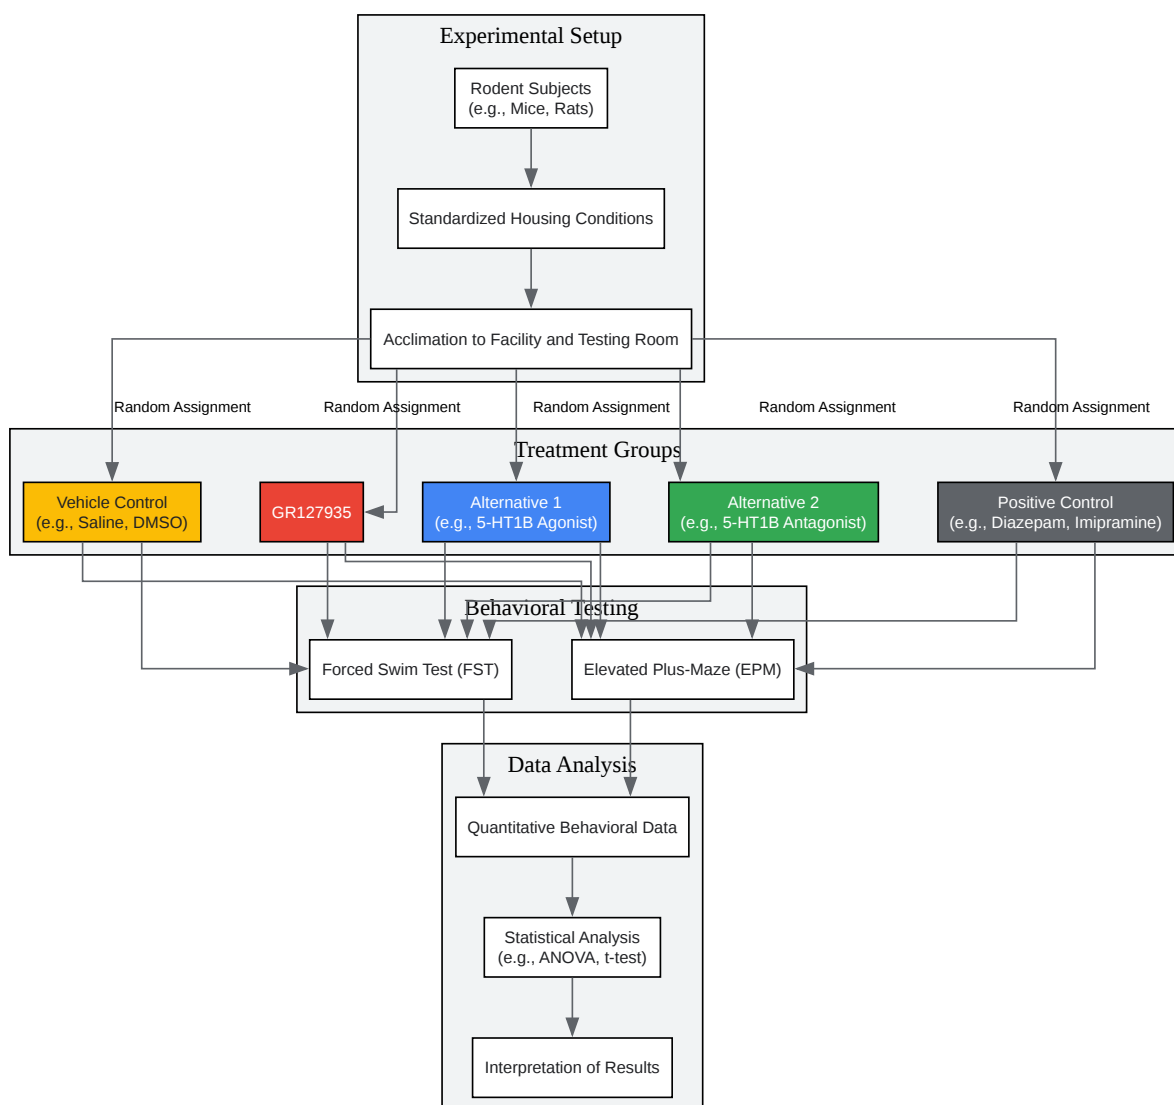 Experimental Setup
Rodent Subjects
(e.g., Mice, Rats)
Standardized Housing Conditions
Acclimation to Facility and Testing Room
Random Assignment
Random Assignment
Random Assignment
Random Assignment
Random Assignment
Treatment Groups
Vehicle Control
(e.g., Saline, DMSO)
GR127935
Alternative 1
(e.g., 5-HT1B Agonist)
Alternative 2
(e.g., 5-HT1B Antagonist)
Positive Control
(e.g., Diazepam, Imipramine)
Behavioral Testing
Forced Swim Test (FST)
Elevated Plus-Maze (EPM)
Data Analysis
Quantitative Behavioral Data
Statistical Analysis
(e.g., ANOVA, t-test)
Interpretation of Results